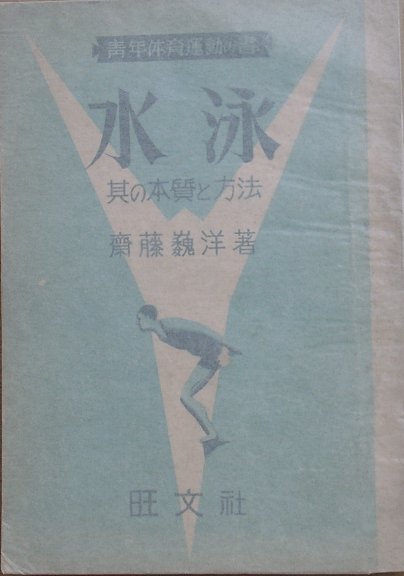 青年体育運動の書
水泳
其の本質と方法
齋藤巍洋著
旺文社